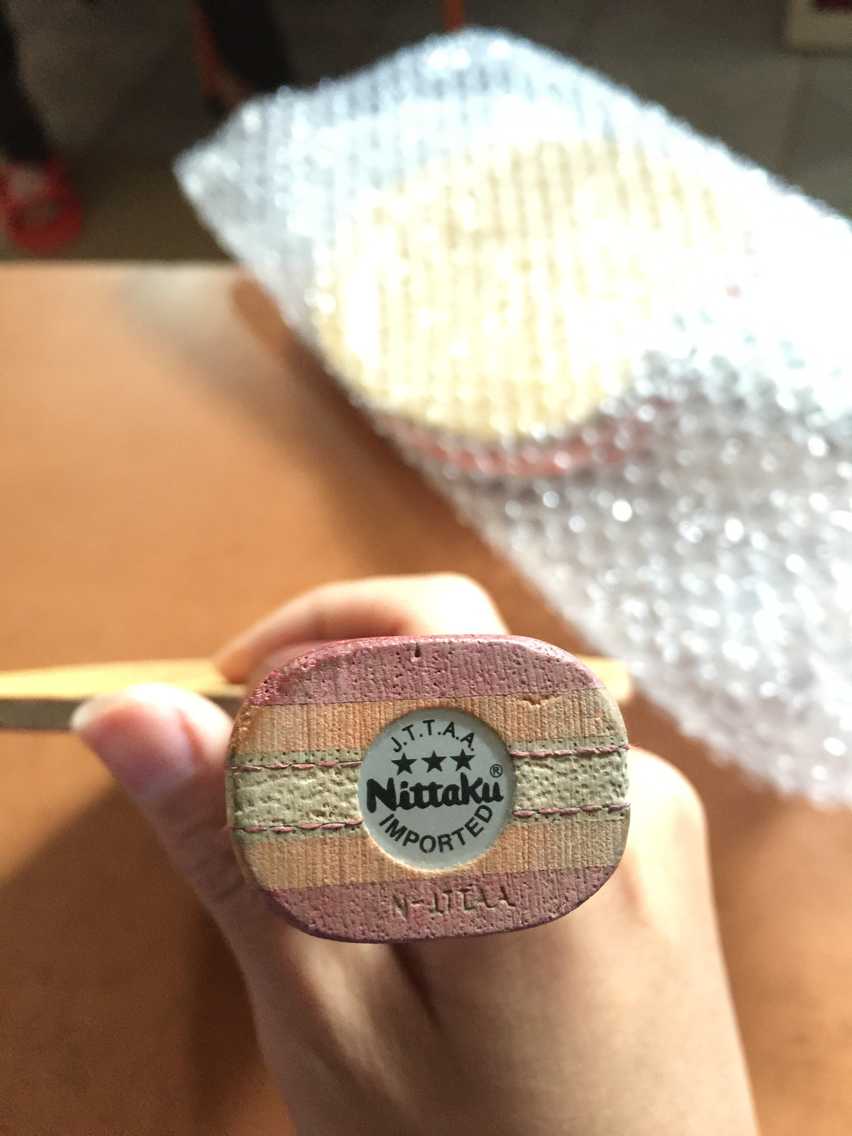 J.T.T.A.A.
★★★
Nittaku®
IMPORTED
N-JTTAA